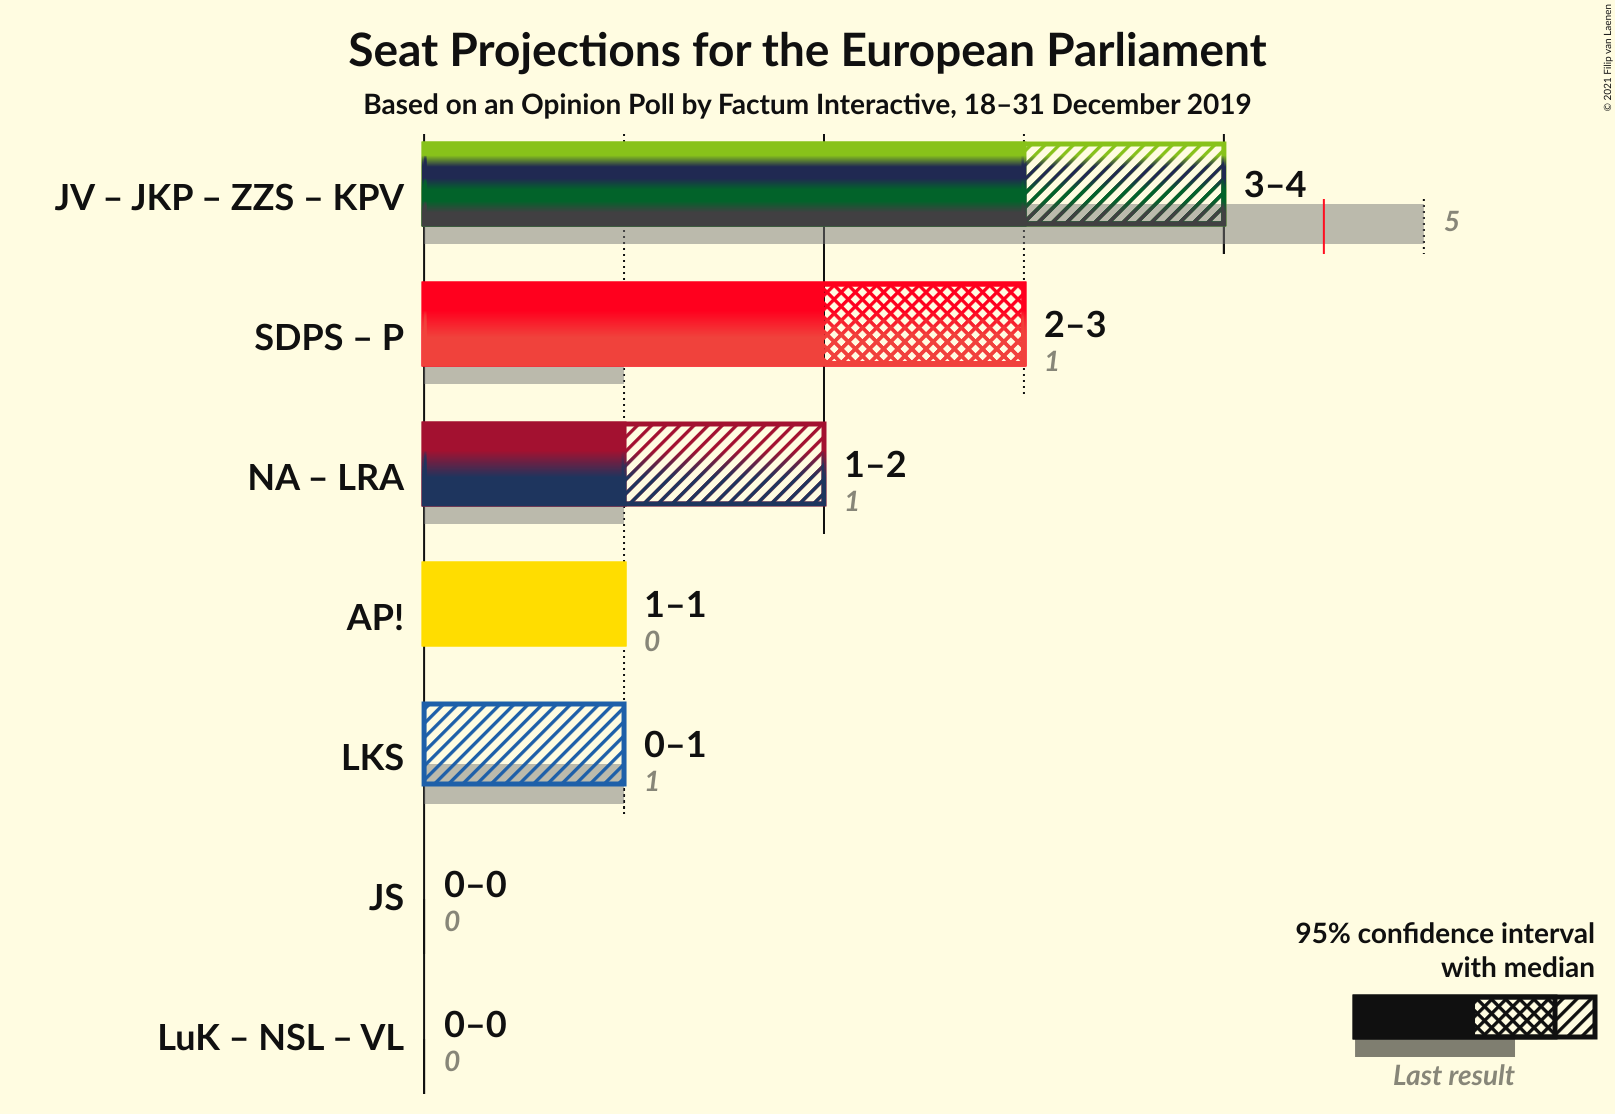 Seat Projections for the European Parliament
Based on an Opinion Poll by Factum Interactive, 18–31 December 2019
© 2021 Filip van Laenen
JV – JKP – ZZS – KPV
3–4
5
SDPS – P
2–3
1
NA – LRA
1–2
1
AP!
1–1
0
LKS
0–1
1
JS
0–0
0
LuK – NSL – VL
0–0
0
95% confidence interval
with median
Last result